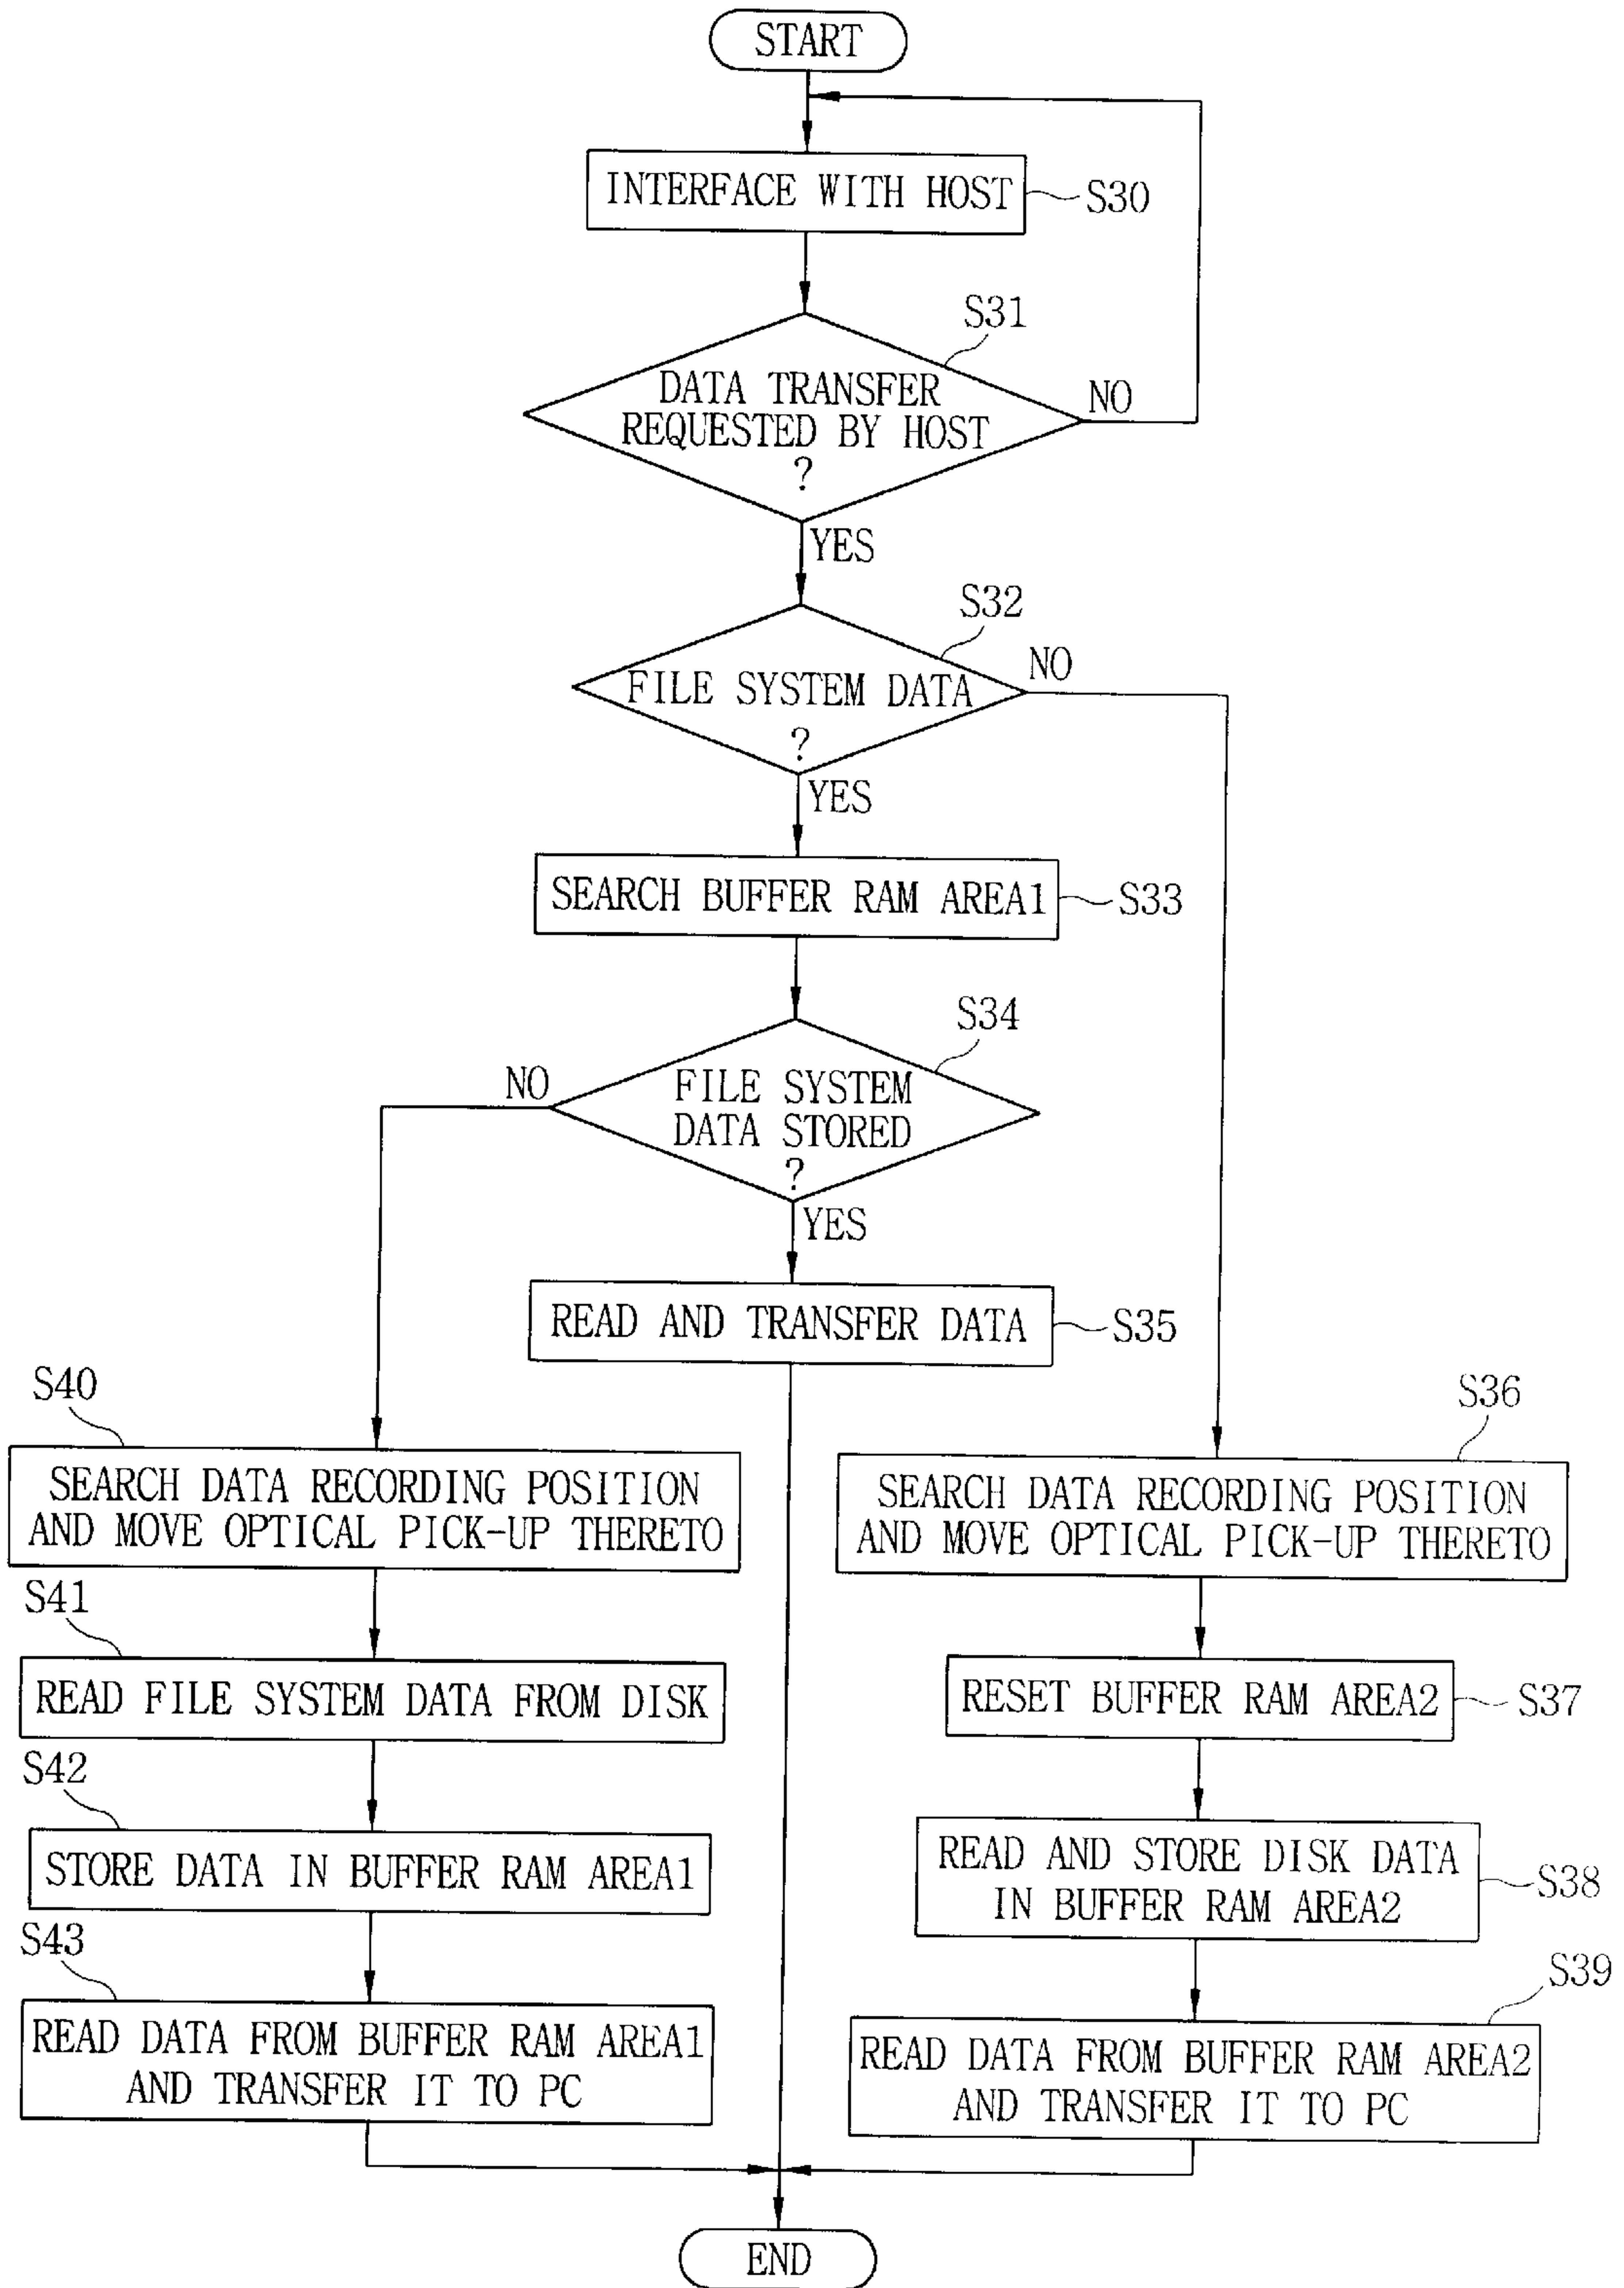 START
INTERFACE WITH HOST
S30
S31
DATA TRANSFER
REQUESTED BY HOST
?
NO
YES
S32
FILE SYSTEM DATA
?
NO
YES
SEARCH BUFFER RAM AREA1
S33
S34
FILE SYSTEM
DATA STORED
?
NO
YES
READ AND TRANSFER DATA
S35
S40
SEARCH DATA RECORDING POSITION
AND MOVE OPTICAL PICK-UP THERETO
S41
READ FILE SYSTEM DATA FROM DISK
S42
STORE DATA IN BUFFER RAM AREA1
S43
READ DATA FROM BUFFER RAM AREA1
AND TRANSFER IT TO PC
S36
SEARCH DATA RECORDING POSITION
AND MOVE OPTICAL PICK-UP THERETO
RESET BUFFER RAM AREA2
S37
READ AND STORE DISK DATA
IN BUFFER RAM AREA2
S38
S39
READ DATA FROM BUFFER RAM AREA2
AND TRANSFER IT TO PC
END